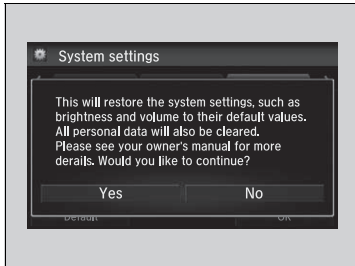 System settings
This will restore the system settings, such as
brightness and volume to their default values.
All personal data will also be cleared.
Please see your owner's manual for more
derails. Would you like to continue?
Yes
No
Default
OK